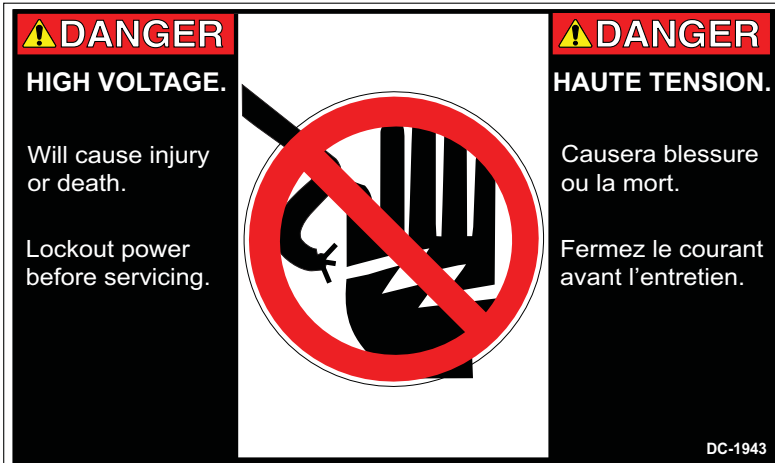 DANGER
HIGH VOLTAGE.
Will cause injury
or death.
Lockout power
before servicing.
DANGER
HAUTE TENSION.
Causera blessure
ou la mort.
Fermez le courant
avant l’entretien.
DC-1943